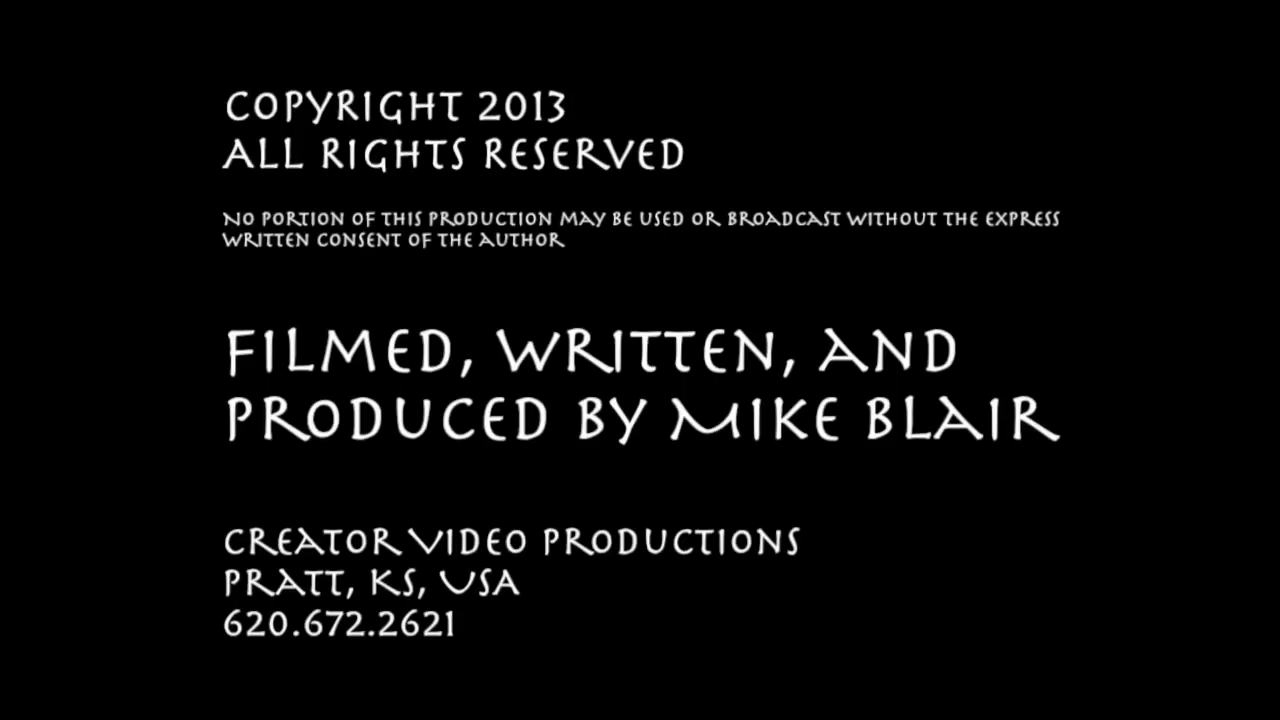 COPYRIGHT 2013
ALL RIGHTS RESERVED
NO PORTION OF THIS PRODUCTION MAY BE USED OR BROADCAST WITHOUT THE EXPRESS
WRITTEN CONSENT OF THE AUTHOR
FILMED, WRITTEN, AND
PRODUCED BY MIKE BLAIR
CREATOR VIDEO PRODUCTIONS
PRATT, KS, USA
620.672.2621